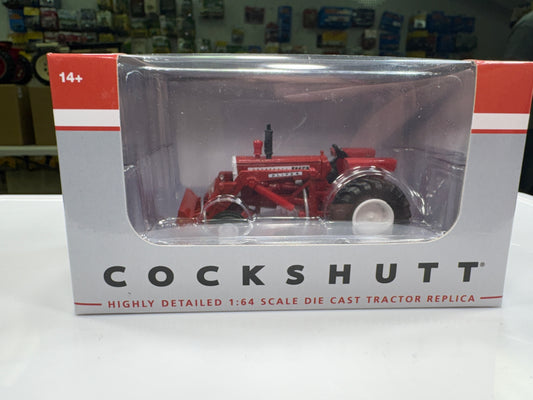 14+
COCKSHUTT®
HIGHLY DETAILED 1:64 SCALE DIE CAST TRACTOR REPLICA